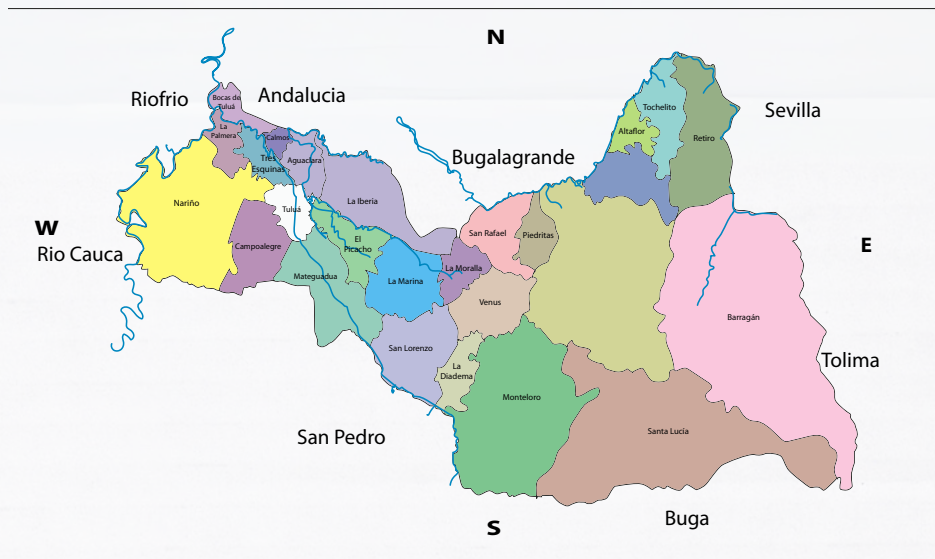 N
Riofrio
Andalucia
Bocas de
Tuluá
La
Palmera
Calmos
Tres
Esquinas
Aguaclara
Tochelito
Altaflor
Retiro
Sevilla
Bugalagrande
Nariño
La Iberia
Tuluá
W
Rio Cauca
Campoalegre
El
Picacho
San Rafael
Piedritas
E
Mateguadua
La Marina
La Moralla
Venus
Barragán
San Lorenzo
La
Diadema
Tolima
Monteloro
Santa Lucía
San Pedro
Buga
S